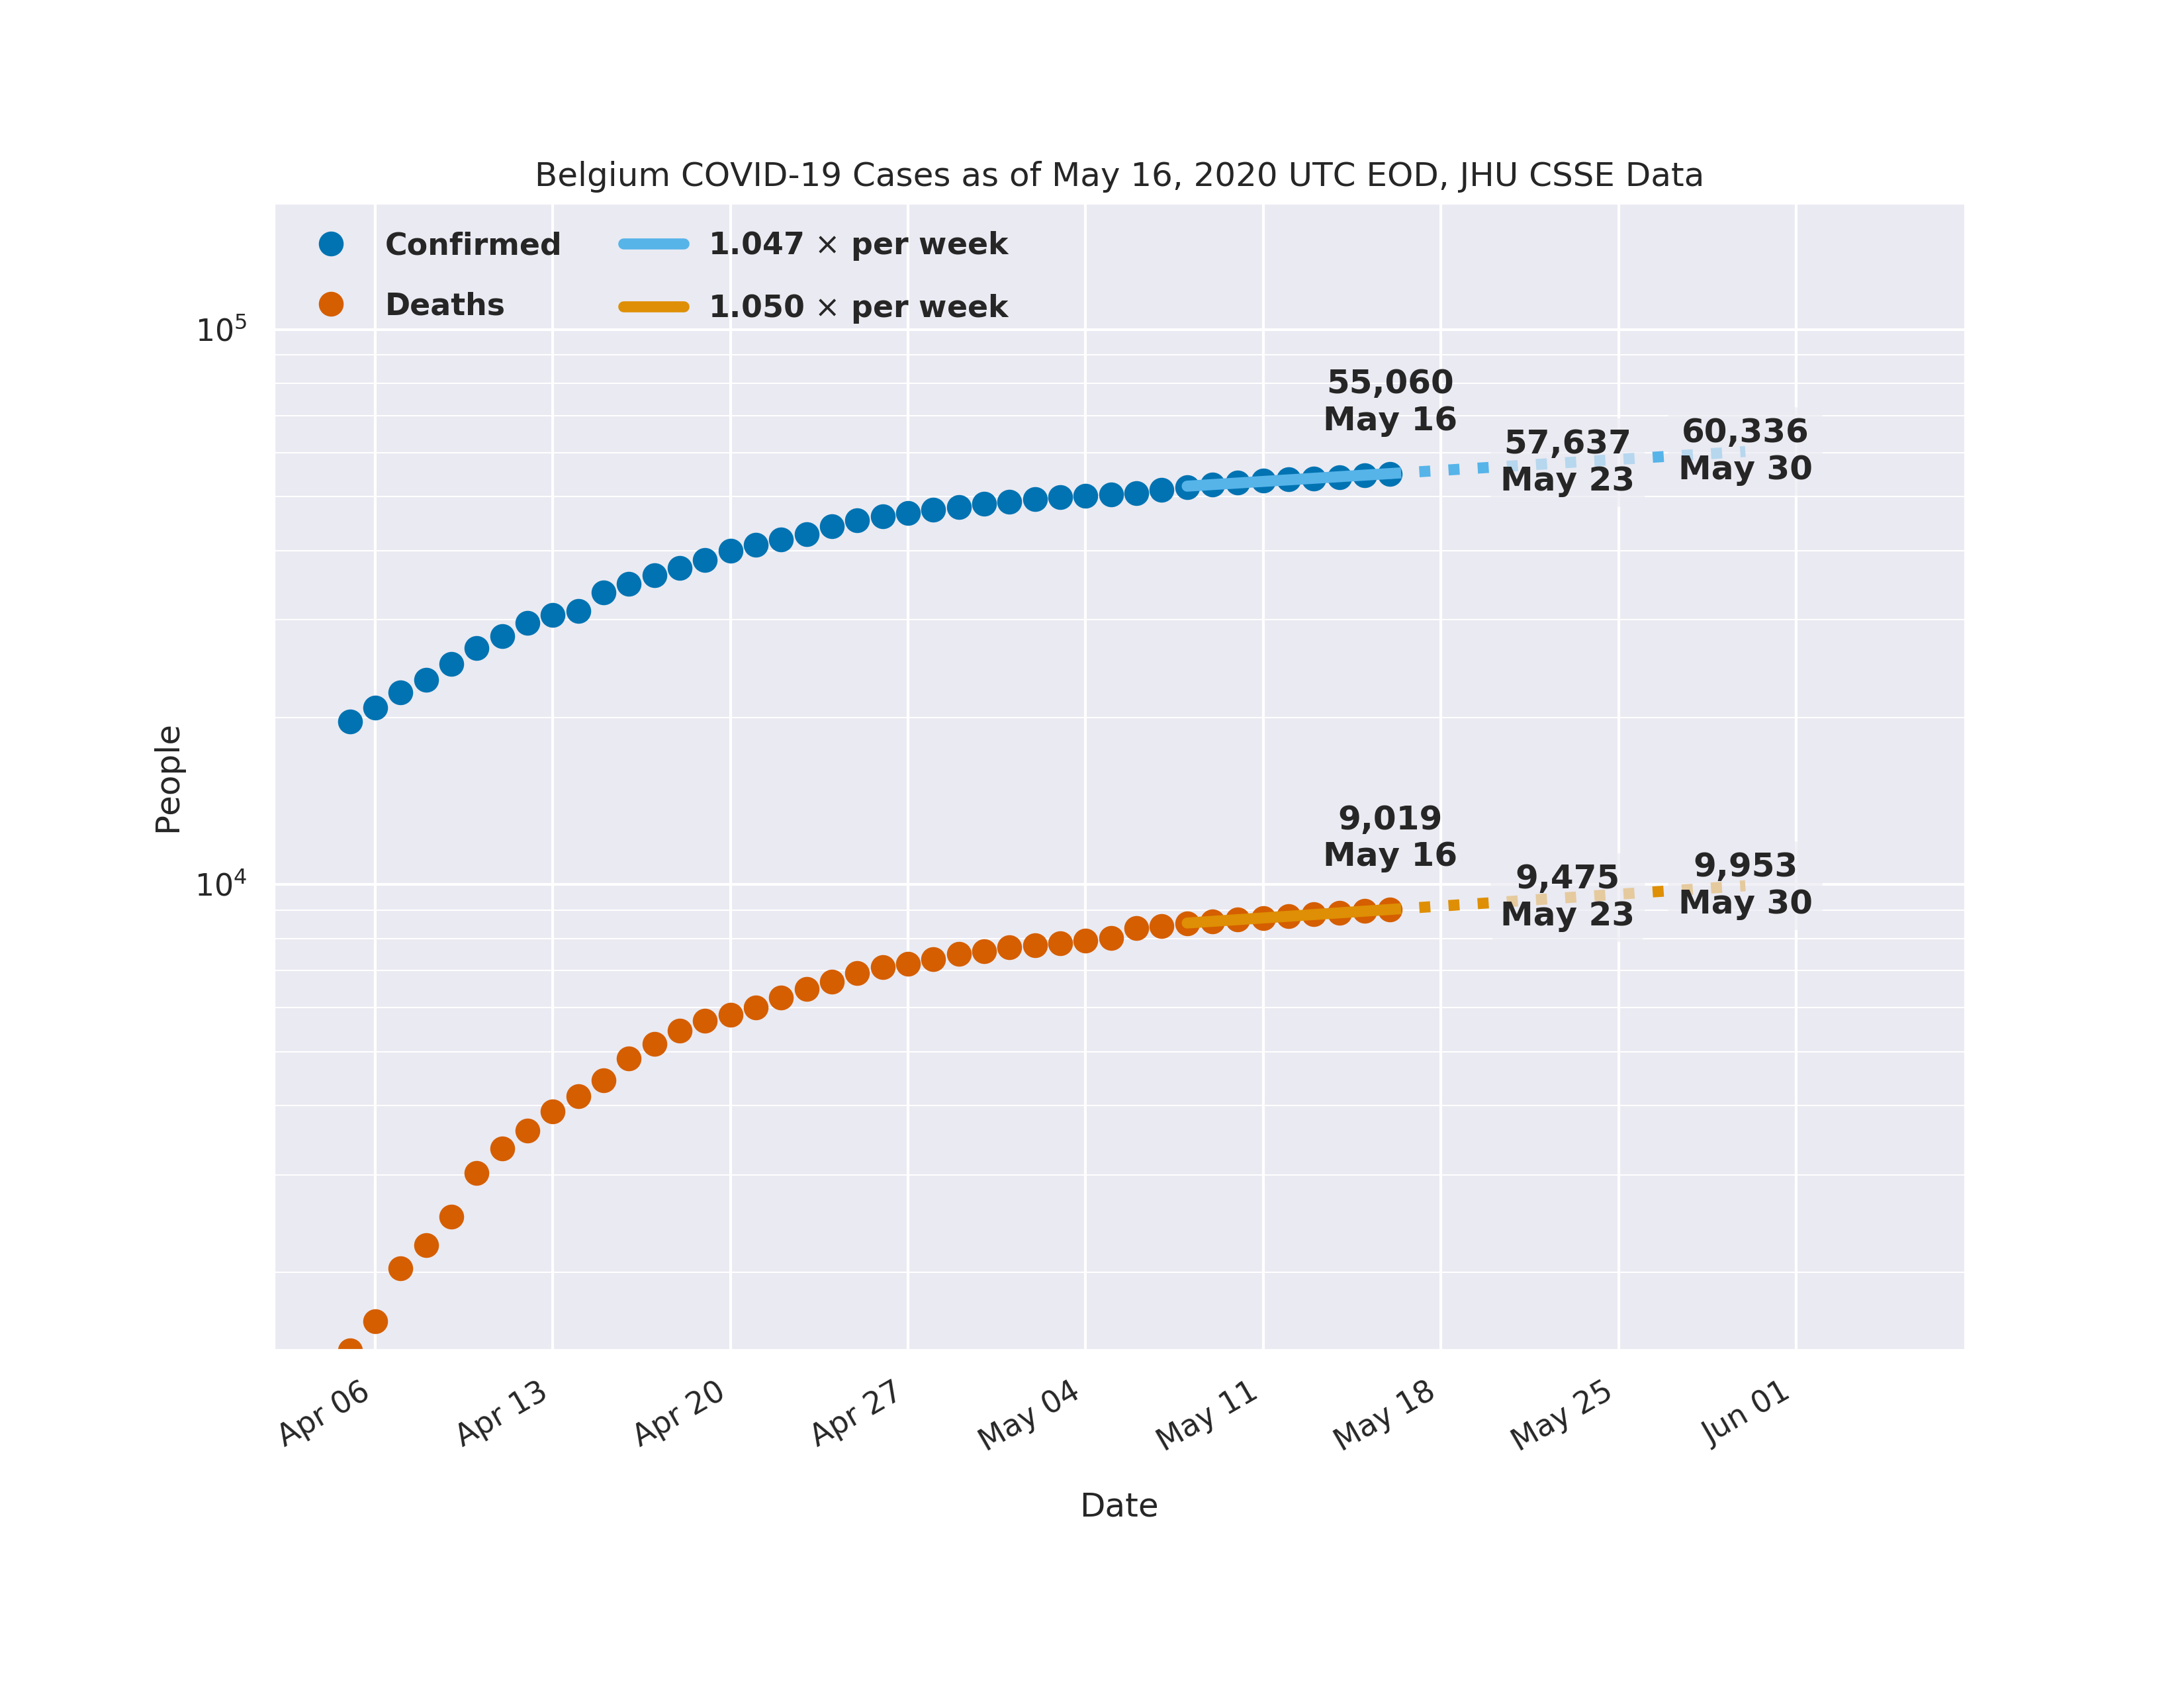 Belgium COVID-19 Cases as of May 16, 2020 UTC EOD, JHU CSSE Data
Confirmed
Deaths
1.047 × per week
1.050 × per week
10⁵
10⁴
People
55,060
May 16
57,637
May 23
60,336
May 30
9,019
May 16
9,475
May 23
9,953
May 30
Apr 06
Apr 13
Apr 20
Apr 27
May 04
May 11
May 18
May 25
Jun 01
Date